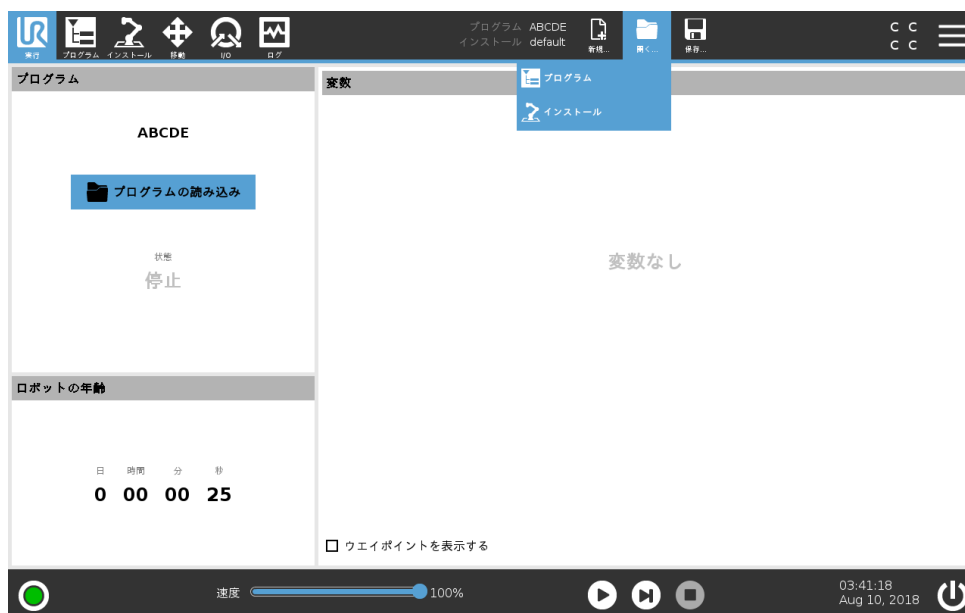 UR
実行
プログラム
インストール
移動
I/O
ログ
プログラム ABCDE
インストール default
新規...
開く...
保存...
C C
C C
プログラム
インストール
プログラム
ABCDE
プログラムの読み込み
状態
停止
変数
変数なし
ロボットの年齢
日 時間 分 秒
0 00 00 25
ウエイポイントを表示する
速度 100%
03:41:18
Aug 10, 2018